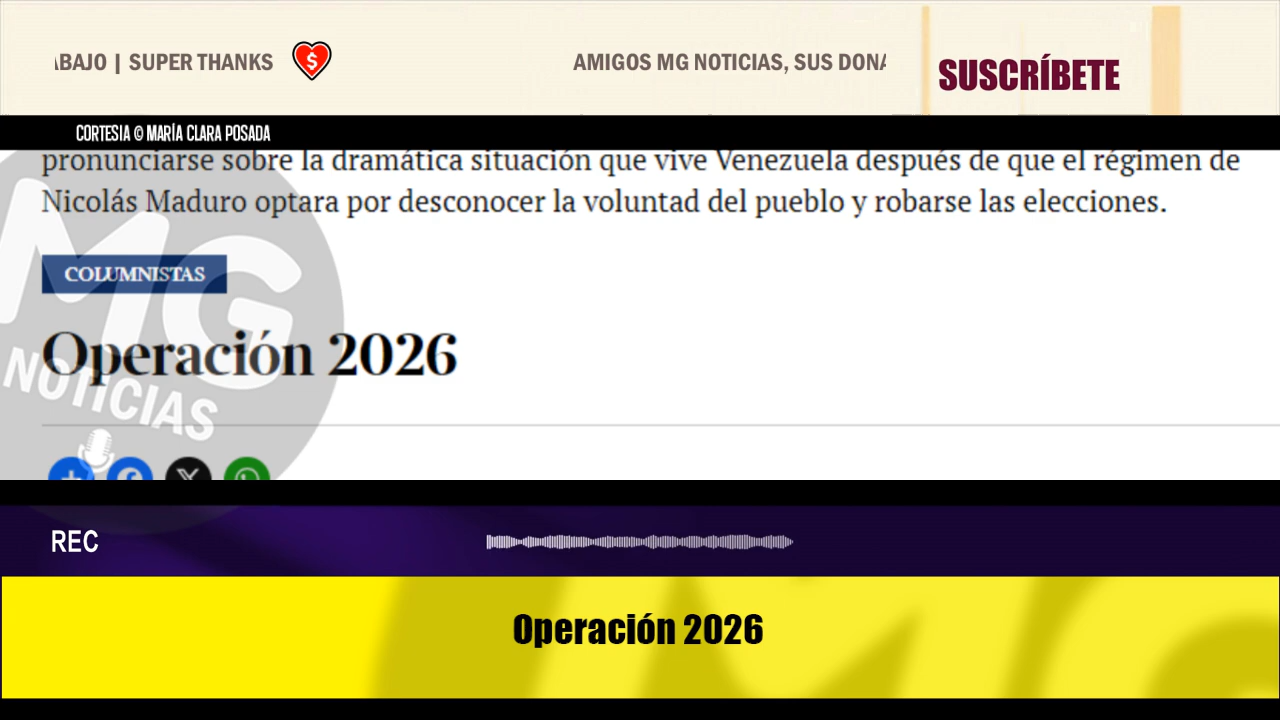 ABAJO | SUPER THANKS
AMIGOS MG NOTICIAS, SUS DONA
SUSCRÍBETE
CORTESIA © MARÍA CLARA POSADA
pronunciarse sobre la dramática situación que vive Venezuela después de que el régimen de
Nicolás Maduro optara por desconocer la voluntad del pueblo y robarse las elecciones.
COLUMNISTAS
Operación 2026
MG
NOTICIAS
REC
Operación 2026